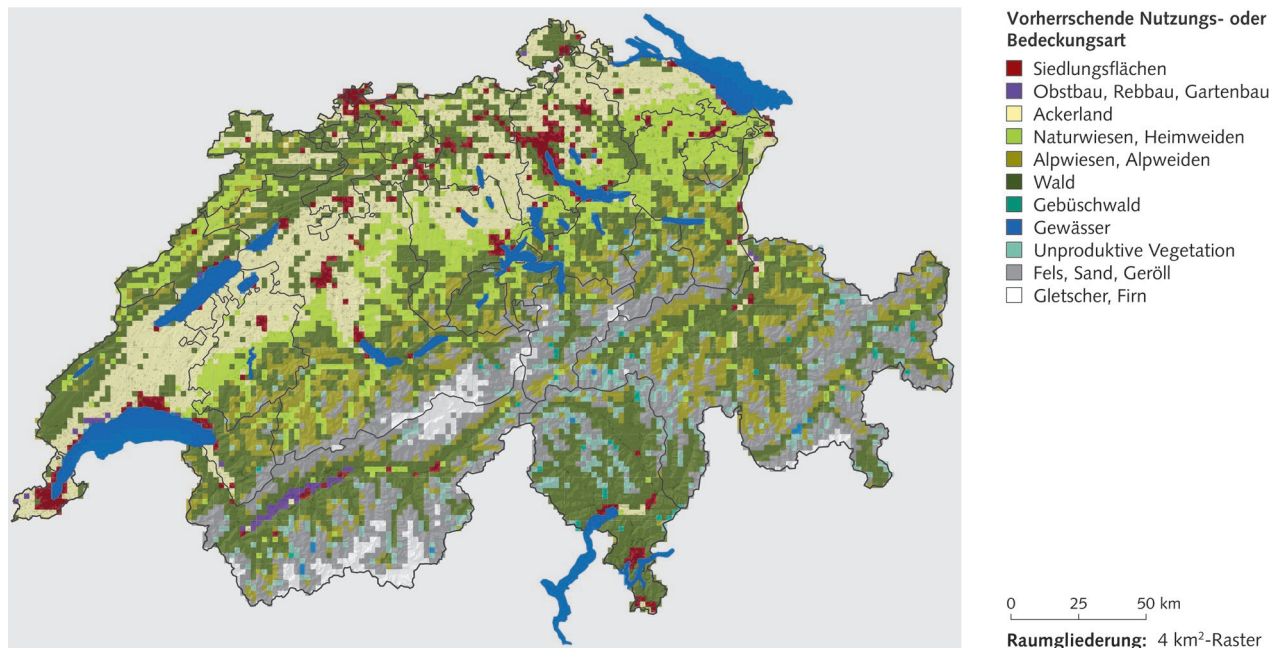 Vorherrschende Nutzungs- oder
Bedeckungsart
Siedlungsflächen
Obstbau, Rebbau, Gartenbau
Ackerland
Naturwiesen, Heimweiden
Alpwiesen, Alpweiden
Wald
Gebüschwald
Gewässer
Unproduktive Vegetation
Fels, Sand, Geröll
Gletscher, Firn
0 25 50 km
Raumgliederung: 4 km²-Raster